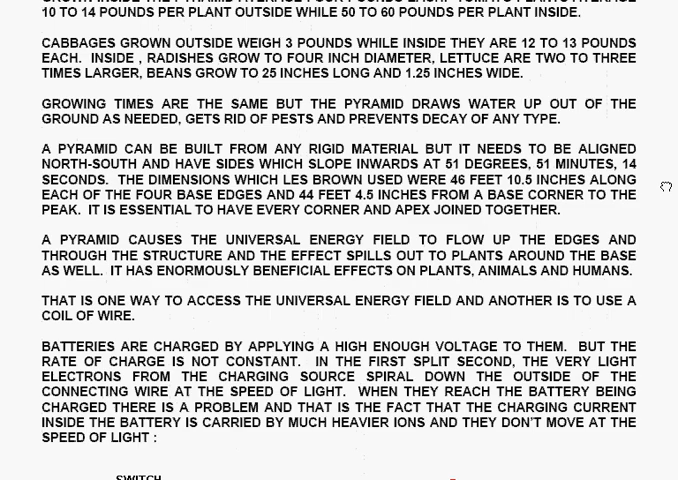 10 TO 14 POUNDS PER PLANT OUTSIDE WHILE 50 TO 60 POUNDS PER PLANT INSIDE.
CABBAGES GROWN OUTSIDE WEIGH 3 POUNDS WHILE INSIDE THEY ARE 12 TO 13 POUNDS
EACH. INSIDE , RADISHES GROW TO FOUR INCH DIAMETER, LETTUCE ARE TWO TO THREE
TIMES LARGER, BEANS GROW TO 25 INCHES LONG AND 1.25 INCHES WIDE.
GROWING TIMES ARE THE SAME BUT THE PYRAMID DRAWS WATER UP OUT OF THE
GROUND AS NEEDED, GETS RID OF PESTS AND PREVENTS DECAY OF ANY TYPE.
A PYRAMID CAN BE BUILT FROM ANY RIGID MATERIAL BUT IT NEEDS TO BE ALIGNED
NORTH-SOUTH AND HAVE SIDES WHICH SLOPE INWARDS AT 51 DEGREES, 51 MINUTES, 14
SECONDS. THE DIMENSIONS WHICH LES BROWN USED WERE 46 FEET 10.5 INCHES ALONG
EACH OF THE FOUR BASE EDGES AND 44 FEET 4.5 INCHES FROM A BASE CORNER TO THE
PEAK. IT IS ESSENTIAL TO HAVE EVERY CORNER AND APEX JOINED TOGETHER.
A PYRAMID CAUSES THE UNIVERSAL ENERGY FIELD TO FLOW UP THE EDGES AND
THROUGH THE STRUCTURE AND THE EFFECT SPILLS OUT TO PLANTS AROUND THE BASE
AS WELL. IT HAS ENORMOUSLY BENEFICIAL EFFECTS ON PLANTS, ANIMALS AND HUMANS.
THAT IS ONE WAY TO ACCESS THE UNIVERSAL ENERGY FIELD AND ANOTHER IS TO USE A
COIL OF WIRE.
BATTERIES ARE CHARGED BY APPLYING A HIGH ENOUGH VOLTAGE TO THEM. BUT THE
RATE OF CHARGE IS NOT CONSTANT. IN THE FIRST SPLIT SECOND, THE VERY LIGHT
ELECTRONS FROM THE CHARGING SOURCE SPIRAL DOWN THE OUTSIDE OF THE
CONNECTING WIRE AT THE SPEED OF LIGHT. WHEN THEY REACH THE BATTERY BEING
CHARGED THERE IS A PROBLEM AND THAT IS THE FACT THAT THE CHARGING CURRENT
INSIDE THE BATTERY IS CARRIED BY MUCH HEAVIER IONS AND THEY DON'T MOVE AT THE
SPEED OF LIGHT :
SWITCH